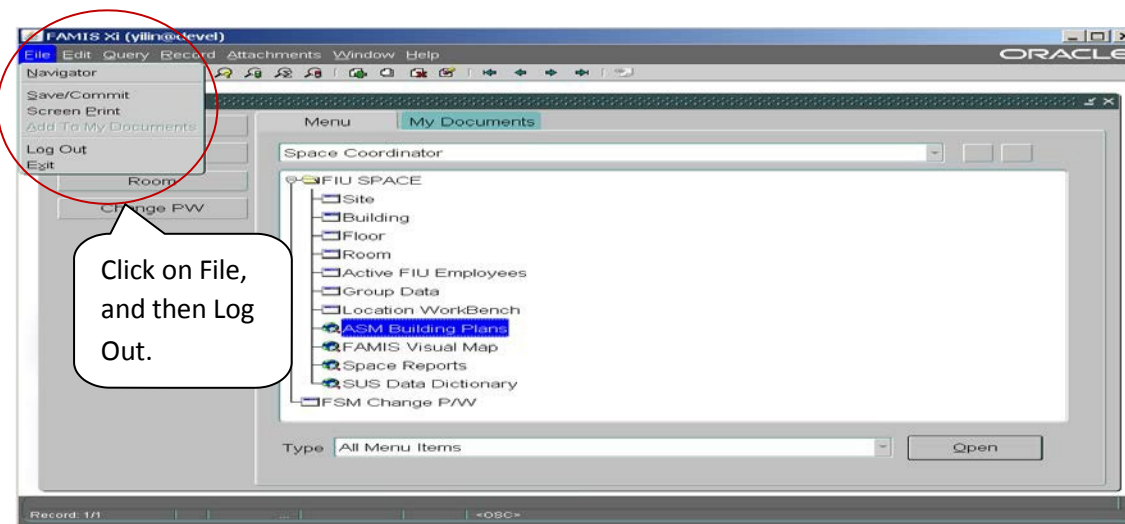 FAMIS Xi (yilin@devel)
File Edit Query Record Attachments Window Help
ORACLE
Navigator
Save/Commit
Screen Print
Add To My Documents
Log Out
Exit
Room
Change PW
Click on File,
and then Log
Out.
Menu My Documents
Space Coordinator
FIU SPACE
Site
Building
Floor
Room
Active FIU Employees
Group Data
Location WorkBench
ASM Building Plans
FAMIS Visual Map
Space Reports
SUS Data Dictionary
FSM Change P/W
Type All Menu Items
Open
Record: 1/1 ... <OSC>